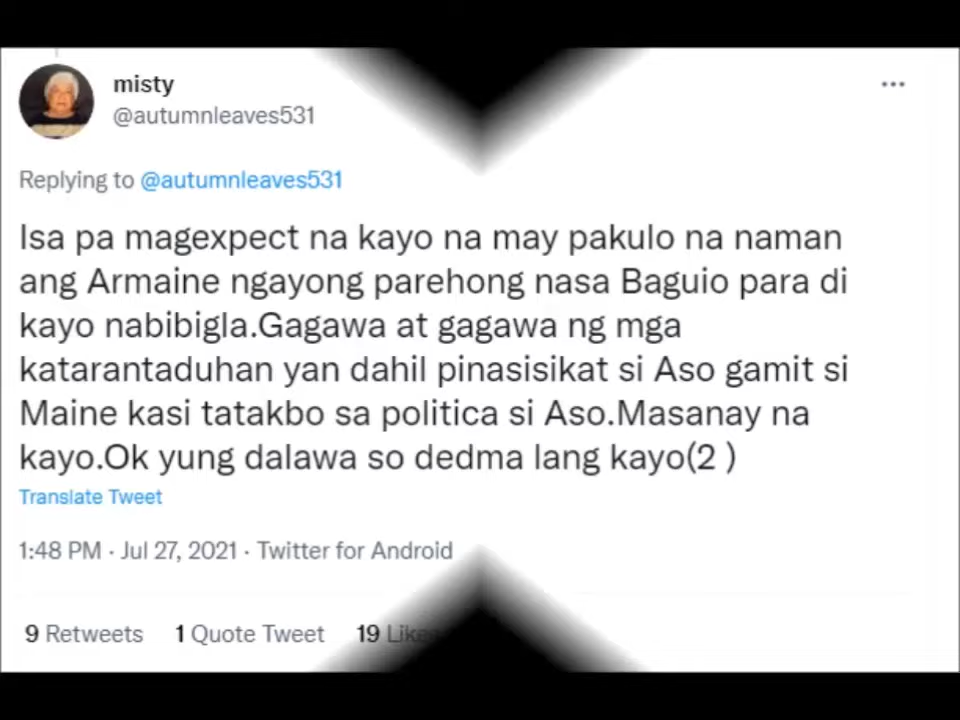 misty
@autumnleaves531
Replying to @autumnleaves531
Isa pa magexpect na kayo na may pakulo na naman
ang Armaine ngayong parehong nasa Baguio para di
kayo nabibigla.Gagawa at gagawa ng mga
katarantaduhan yan dahil pinasisikat si Aso gamit si
Maine kasi tatakbo sa politica si Aso.Masanay na
kayo.Ok yung dalawa so dedma lang kayo(2 )
Translate Tweet
1:48 PM · Jul 27, 2021 · Twitter for Android
9 Retweets 1 Quote Tweet 19 Likes